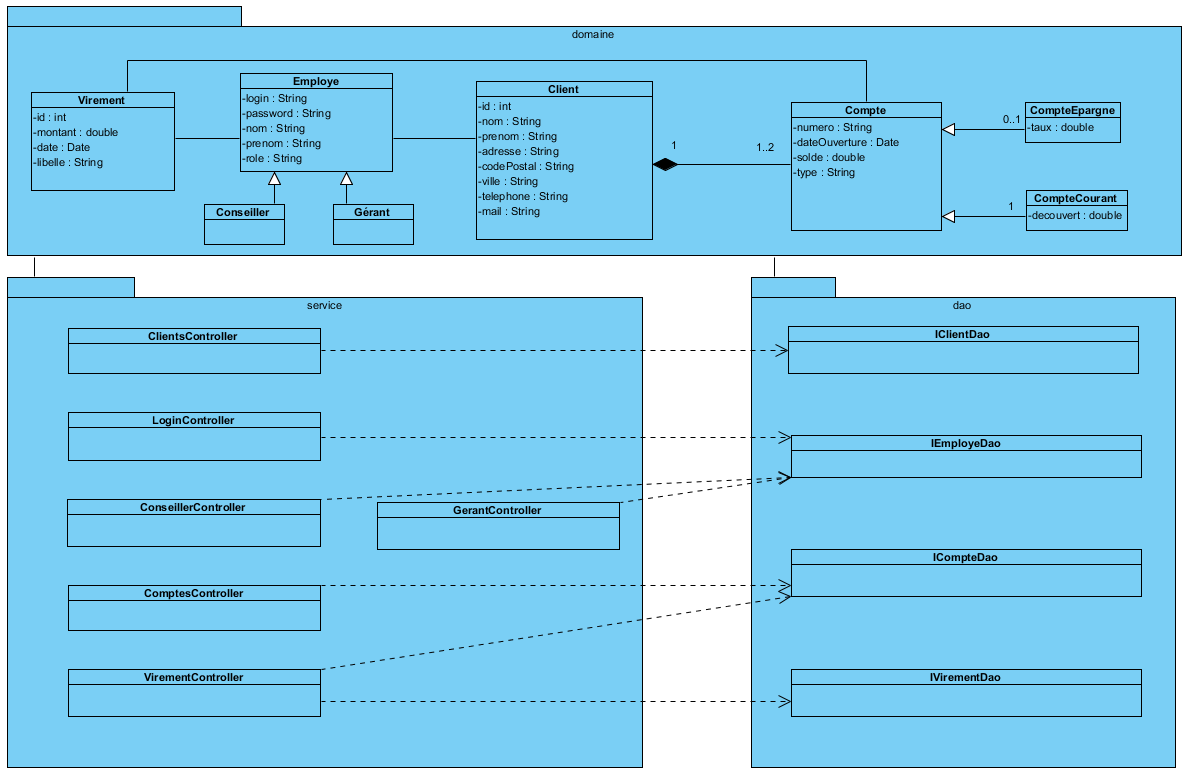 domaine
Virement
-id : int
-montant : double
-date : Date
-libelle : String
Employe
-login : String
-password : String
-nom : String
-prenom : String
-role : String
Conseiller
Gérant
Client
-id : int
-nom : String
-prenom : String
-adresse : String
-codePostal : String
-ville : String
-telephone : String
-mail : String
1
1..2
Compte
-numero : String
-dateOuverture : Date
-solde : double
-type : String
0..1
CompteEpargne
-taux : double
1
CompteCourant
-decouvert : double
service
ClientsController
LoginController
ConseillerController
GerantController
ComptesController
VirementController
dao
IClientDao
IEmployeDao
ICompteDao
IVirementDao